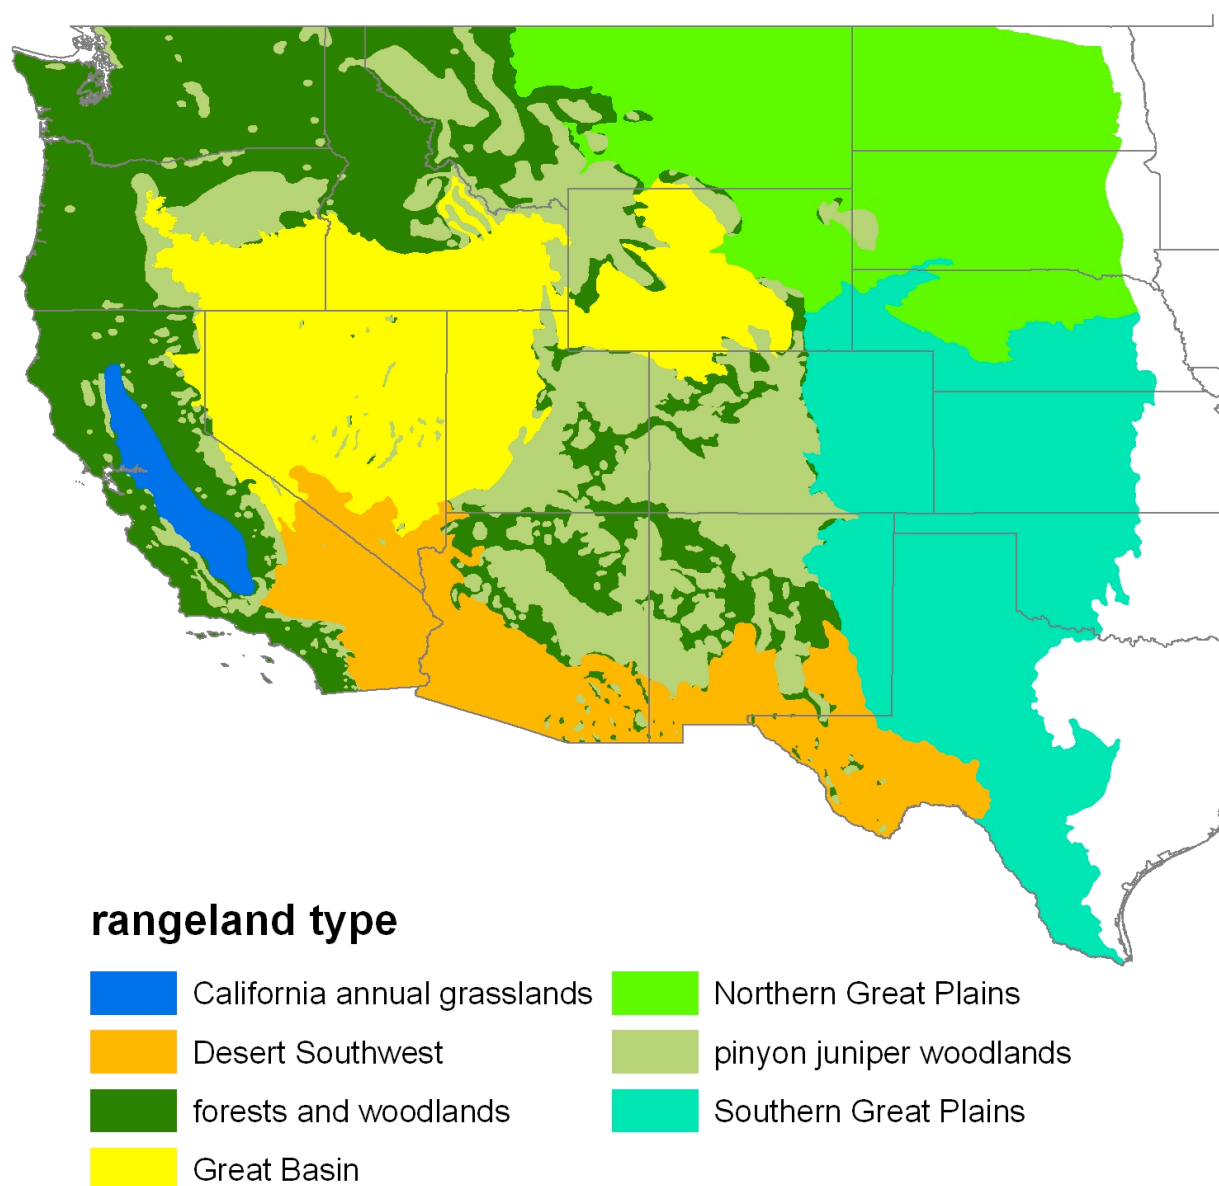 rangeland type
California annual grasslands
Desert Southwest
forests and woodlands
Great Basin
Northern Great Plains
pinyon juniper woodlands
Southern Great Plains